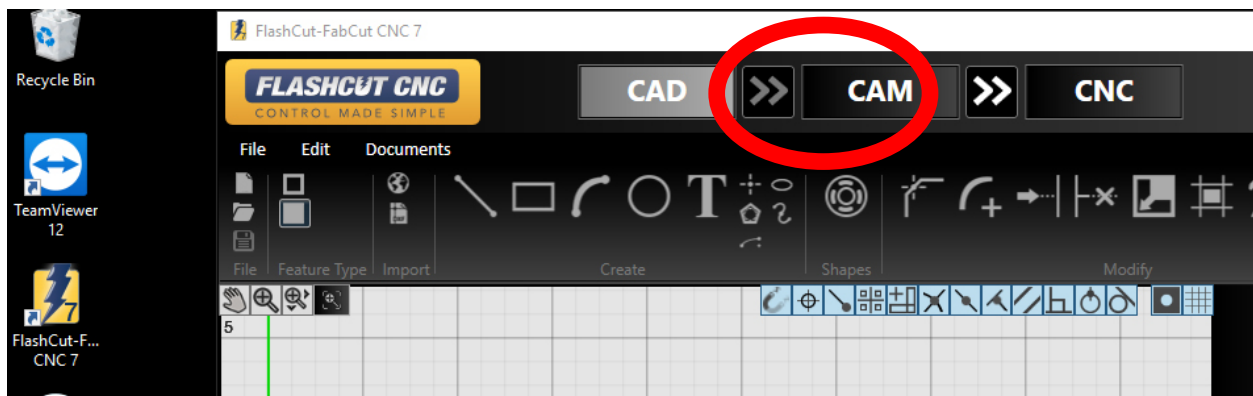 Recycle Bin
TeamViewer
12
FlashCut-F...
CNC 7
7
FlashCut-FabCut CNC 7
FLASHCUT CNC
CONTROL MADE SIMPLE
CAD
CAM
CNC
File Edit Documents
T
File Feature Type Import Create Shapes Modify
5